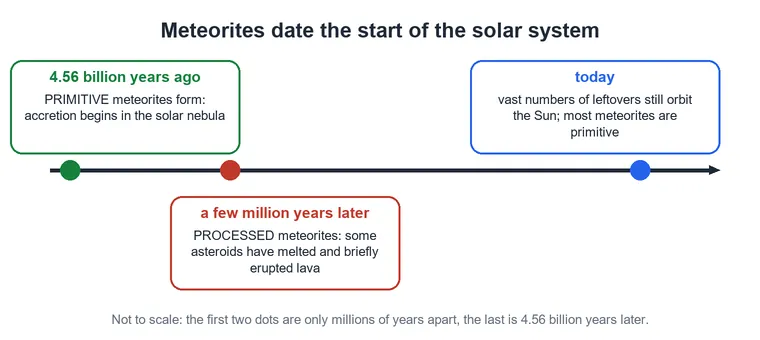 Meteorites date the start of the solar system
4.56 billion years ago
PRIMITIVE meteorites form:
accretion begins in the solar nebula
today
vast numbers of leftovers still orbit
the Sun; most meteorites are
primitive
a few million years later
PROCESSED meteorites: some
asteroids have melted and briefly
erupted lava
Not to scale: the first two dots are only millions of years apart, the last is 4.56 billion years later.